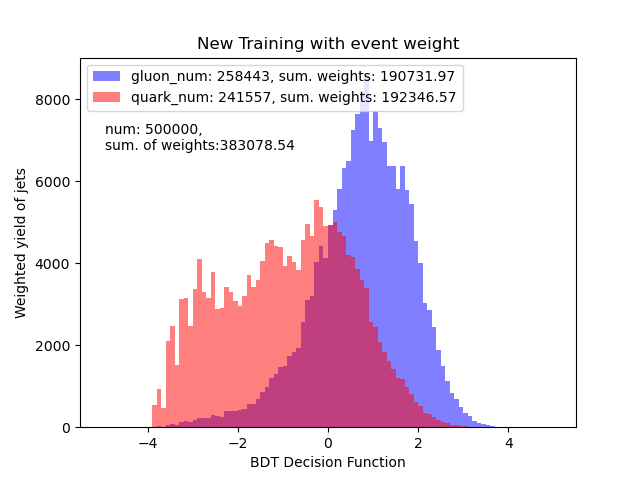 New Training with event weight
gluon_num: 258443, sum. weights: 190731.97
quark_num: 241557, sum. weights: 192346.57
num: 500000,
sum. of weights:383078.54
Weighted yield of jets
8000
6000
4000
2000
0
−4
−2
0
2
4
BDT Decision Function